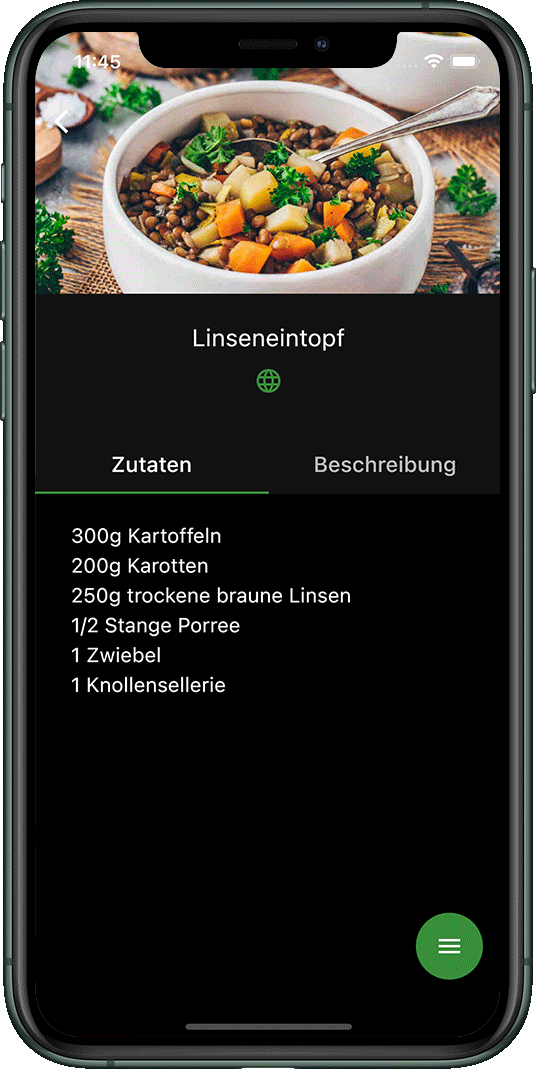 11:45
Linseneintopf
Zutaten
Beschreibung
300g Kartoffeln
200g Karotten
250g trockene braune Linsen
1/2 Stange Porree
1 Zwiebel
1 Knollensellerie